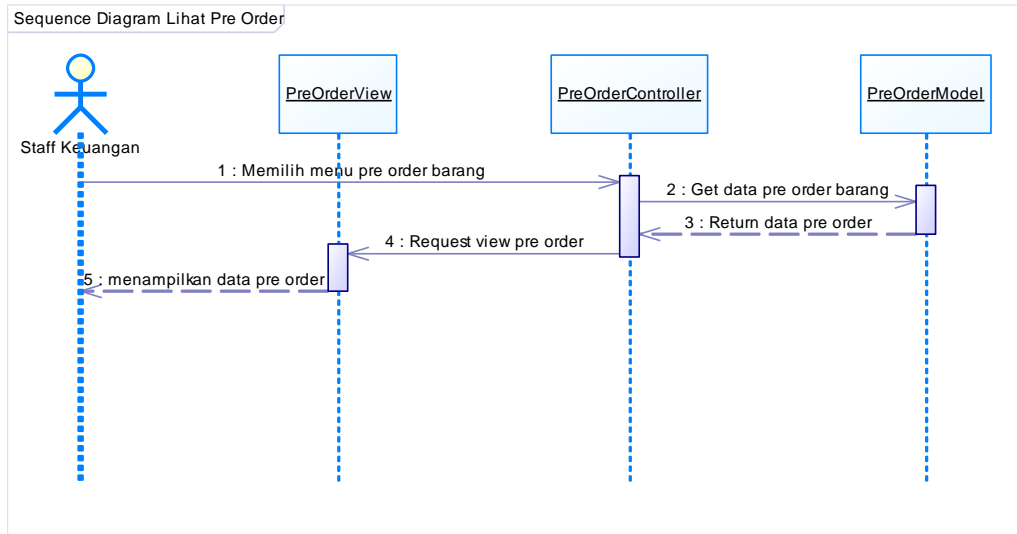 Sequence Diagram Lihat Pre Order
PreOrderView
PreOrderController
PreOrderModel
Staff Keuangan
1 : Memilih menu pre order barang
2 : Get data pre order barang
3 : Return data pre order
4 : Request view pre order
5 : menampilkan data pre order